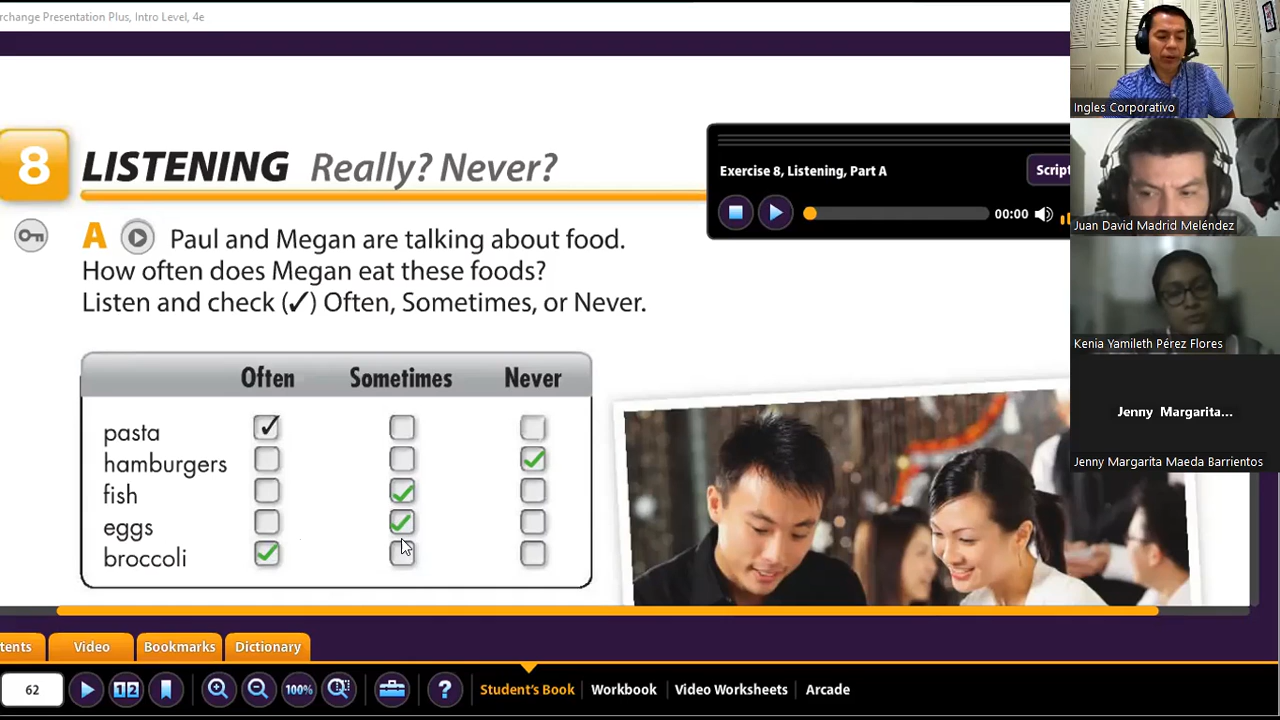 rchange Presentation Plus, Intro Level, 4e
8 LISTENING Really? Never?
A Paul and Megan are talking about food.
How often does Megan eat these foods?
Listen and check (✓) Often, Sometimes, or Never.
Exercise 8, Listening, Part A
Script
00:00
Often Sometimes Never
pasta
hamburgers
fish
eggs
broccoli
Ingles Corporativo
Juan David Madrid Meléndez
Kenia Yamileth Pérez Flores
Jenny Margarita...
Jenny Margarita Maeda Barrientos
tents Video Bookmarks Dictionary
62 1 2 100% ? Student's Book Workbook Video Worksheets Arcade